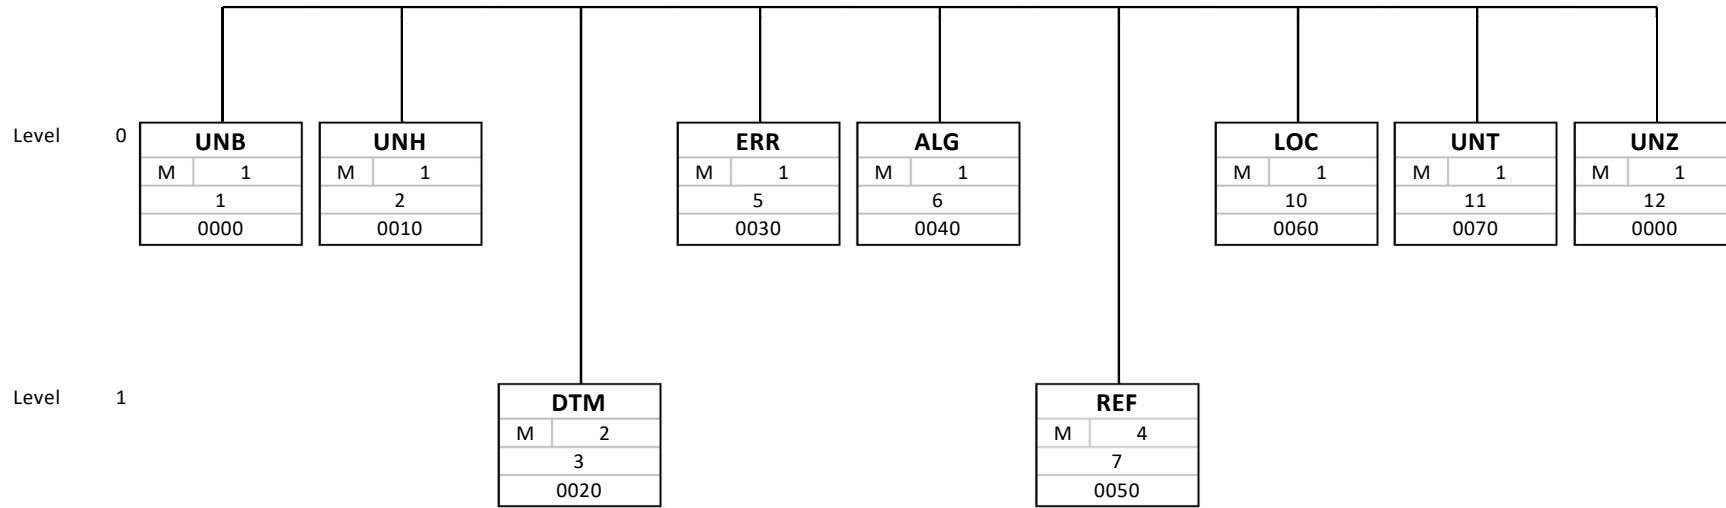 Level 0 UNB UNH ERR ALG LOC UNT UNZ
M 1 M 1 M 1 M 1 M 1 M 1 M 1
1 2 5 6 10 11 12
0000 0010 0030 0040 0060 0070 0000
Level 1 DTM REF
M 2 M 4
3 7
0020 0050